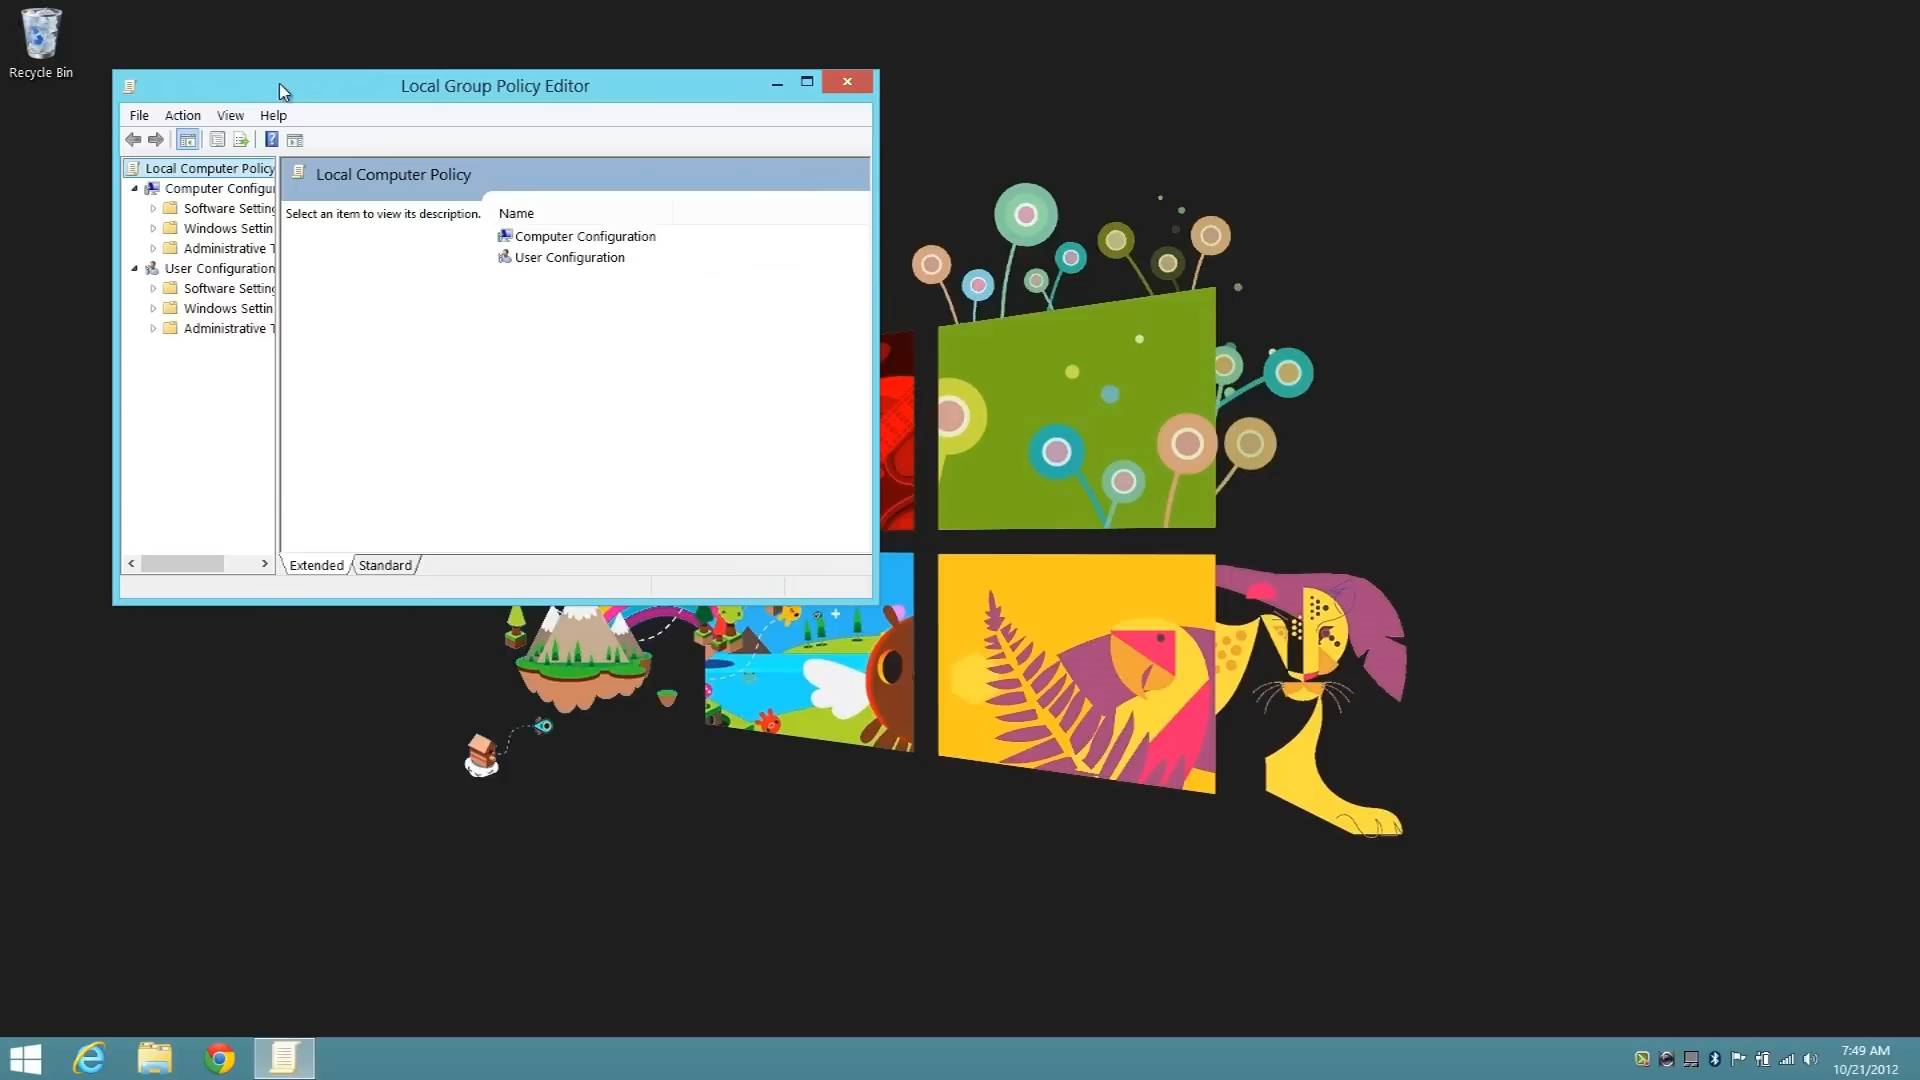 Recycle Bin
Local Group Policy Editor
File Action View Help
Local Computer Policy
Computer Configu
Software Setting
Windows Settin
Administrative T
User Configuration
Software Setting
Windows Settin
Administrative T
Local Computer Policy
Select an item to view its description.
Name
Computer Configuration
User Configuration
Extended Standard
7:49 AM
10/21/2012